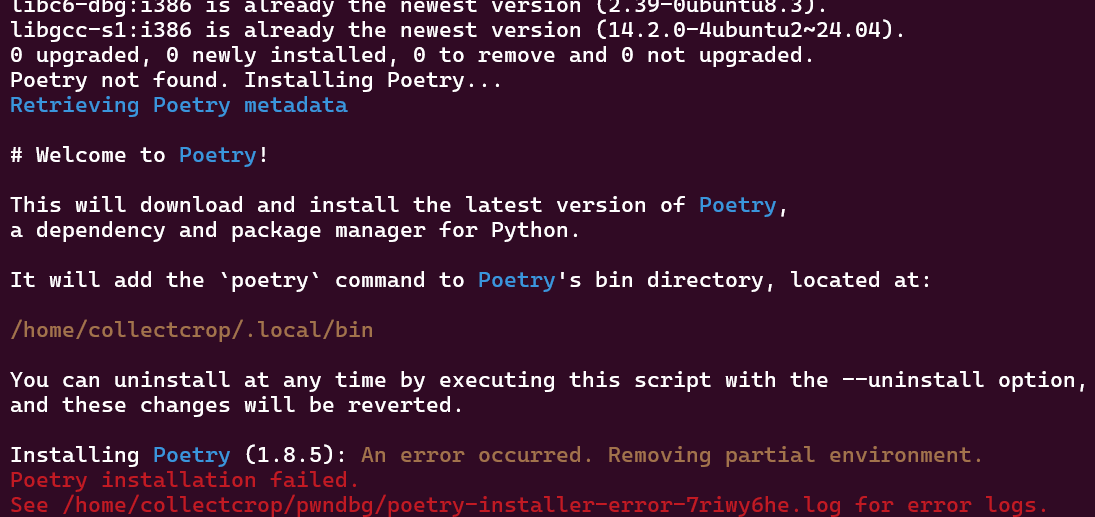 libc6-dbg:i386 is already the newest version (2.39-0ubuntu8.3).
libgcc-s1:i386 is already the newest version (14.2.0-4ubuntu2~24.04).
0 upgraded, 0 newly installed, 0 to remove and 0 not upgraded.
Poetry not found. Installing Poetry...
Retrieving Poetry metadata
# Welcome to Poetry!
This will download and install the latest version of Poetry,
a dependency and package manager for Python.
It will add the `poetry` command to Poetry's bin directory, located at:
/home/collectcrop/.local/bin
You can uninstall at any time by executing this script with the --uninstall option,
and these changes will be reverted.
Installing Poetry (1.8.5): An error occurred. Removing partial environment.
Poetry installation failed.
See /home/collectcrop/pwndbg/poetry-installer-error-7riwy6he.log for error logs.